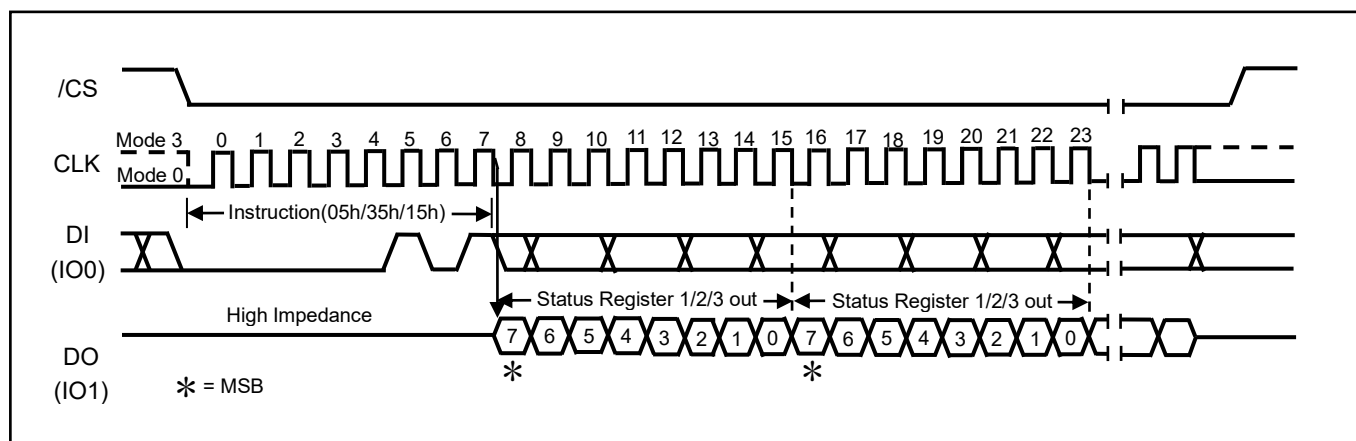 /CS
Mode 3
0 1 2 3 4 5 6 7 8 9 10 11 12 13 14 15 16 17 18 19 20 21 22 23
CLK
Mode 0
Instruction(05h/35h/15h)
DI
(IO0)
Status Register 1/2/3 out Status Register 1/2/3 out
High Impedance
7 6 5 4 3 2 1 0 7 6 5 4 3 2 1 0
DO
(IO1)
* *
* = MSB